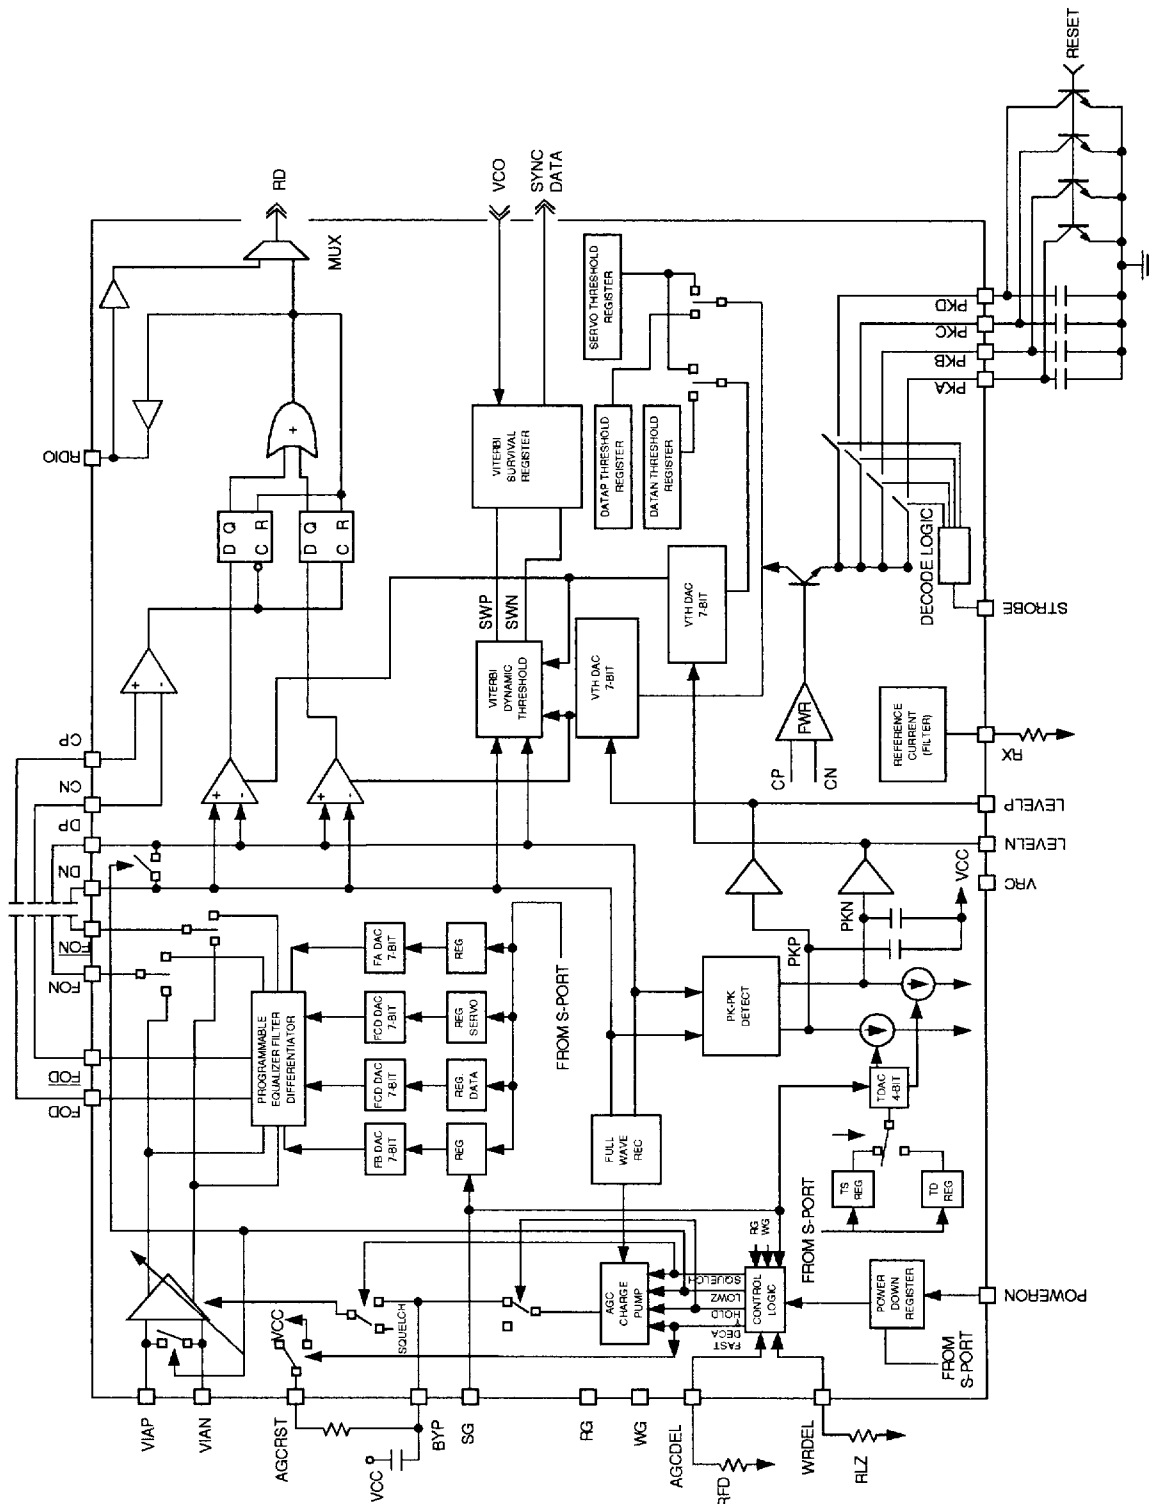 RESET
RD
MUX
VCO
SYNC
DATA
RDIO
+
D Q
C R
D Q
C R
CP
CN
DP
DN
FON
FON
FOD
FOD
+
-
+
-
+
-
SERVO THRESHOLD
REGISTER
DATAP THRESHOLD
REGISTER
DATAN THRESHOLD
REGISTER
VITERBI
SURVIVAL
REGISTER
SWP
SWN
VITERBI
DYNAMIC
THRESHOLD
VTH DAC
7-BIT
VTH DAC
7-BIT
PKD
PKC
PKB
PKA
DECODE LOGIC
STROBE
FWR
CP
CN
REFERENCE
CURRENT
(FILTER)
RX
LEVELP
LEVELN
VRC
VCC
PKN
PKP
PK-PK
DETECT
TDAC
4-BIT
TS
REG
TD
REG
FROM S-PORT
PROGRAMMABLE
EQUALIZER FILTER
DIFFERENTIATOR
FA DAC
7-BIT
FCD DAC
7-BIT
FCD DAC
7-BIT
FB DAC
7-BIT
REG
REG
SERVO
REG.
DATA
REG
FROM S-PORT
FULL
WAVE
REC
AGC
CHARGE
PUMP
SQUELCH
LOWZ
HOLD
FAST
DECAY
CONTROL
LOGIC
RG
WG
POWER
DOWN
REGISTER
FROM
S-PORT
POWERON
SQUELCH
VCC
VIAP
VIAN
AGCRST
VCC
BYP
SG
RG
WG
AGCDEL
RFD
WRDEL
RLZ